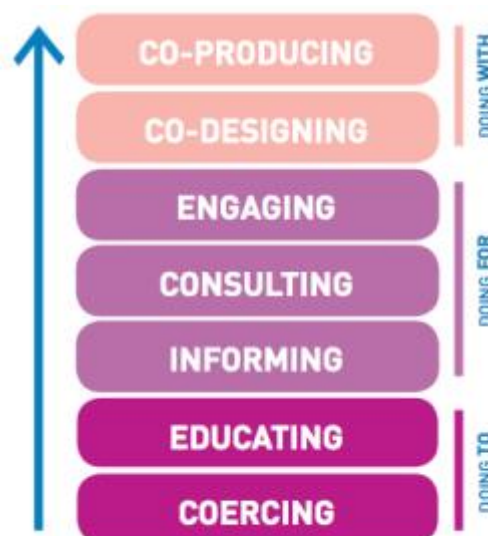 CO-PRODUCING
CO-DESIGNING
DOING WITH
ENGAGING
CONSULTING
INFORMING
DOING FOR
EDUCATING
COERCING
DOING TO